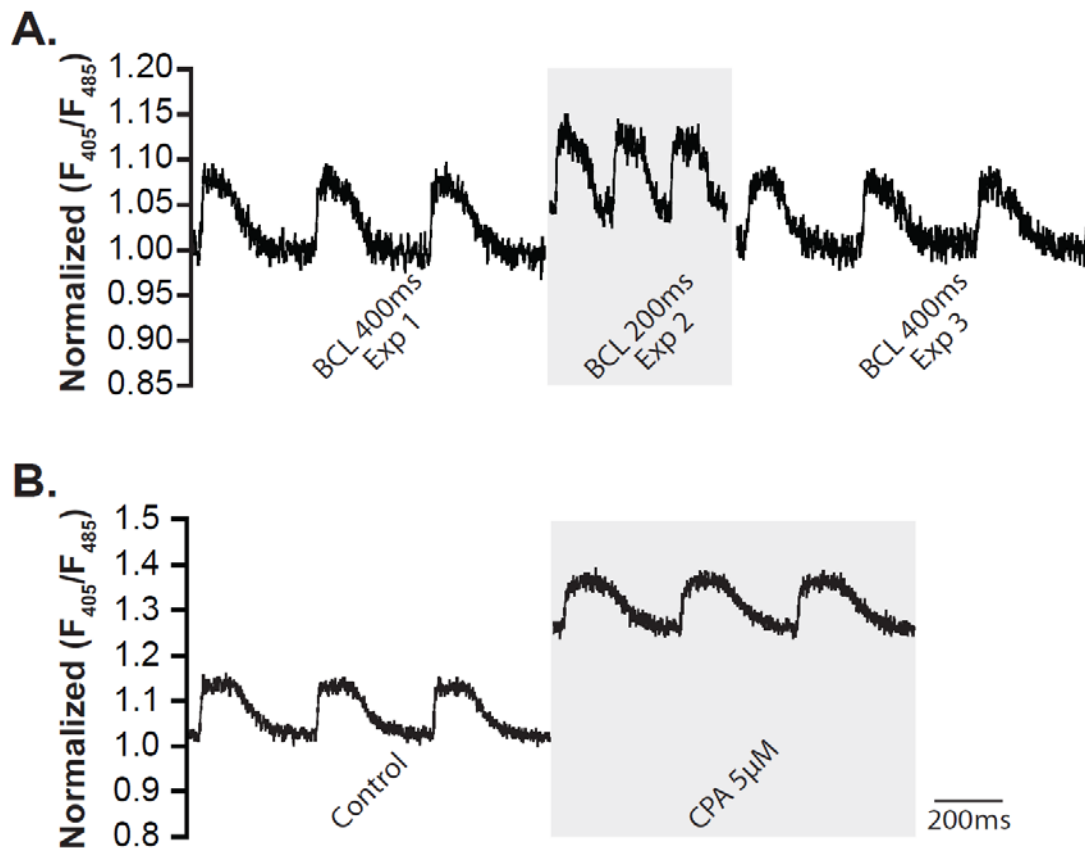 A.
Normalized (F₄₀₅/F₄₈₅)
1.20
1.15
1.10
1.05
1.00
0.95
0.90
0.85
BCL 400ms
Exp 1
BCL 200ms
Exp 2
BCL 400ms
Exp 3
B.
Normalized (F₄₀₅/F₄₈₅)
1.5
1.4
1.3
1.2
1.1
1.0
0.9
0.8
Control
CPA 5µM
200ms